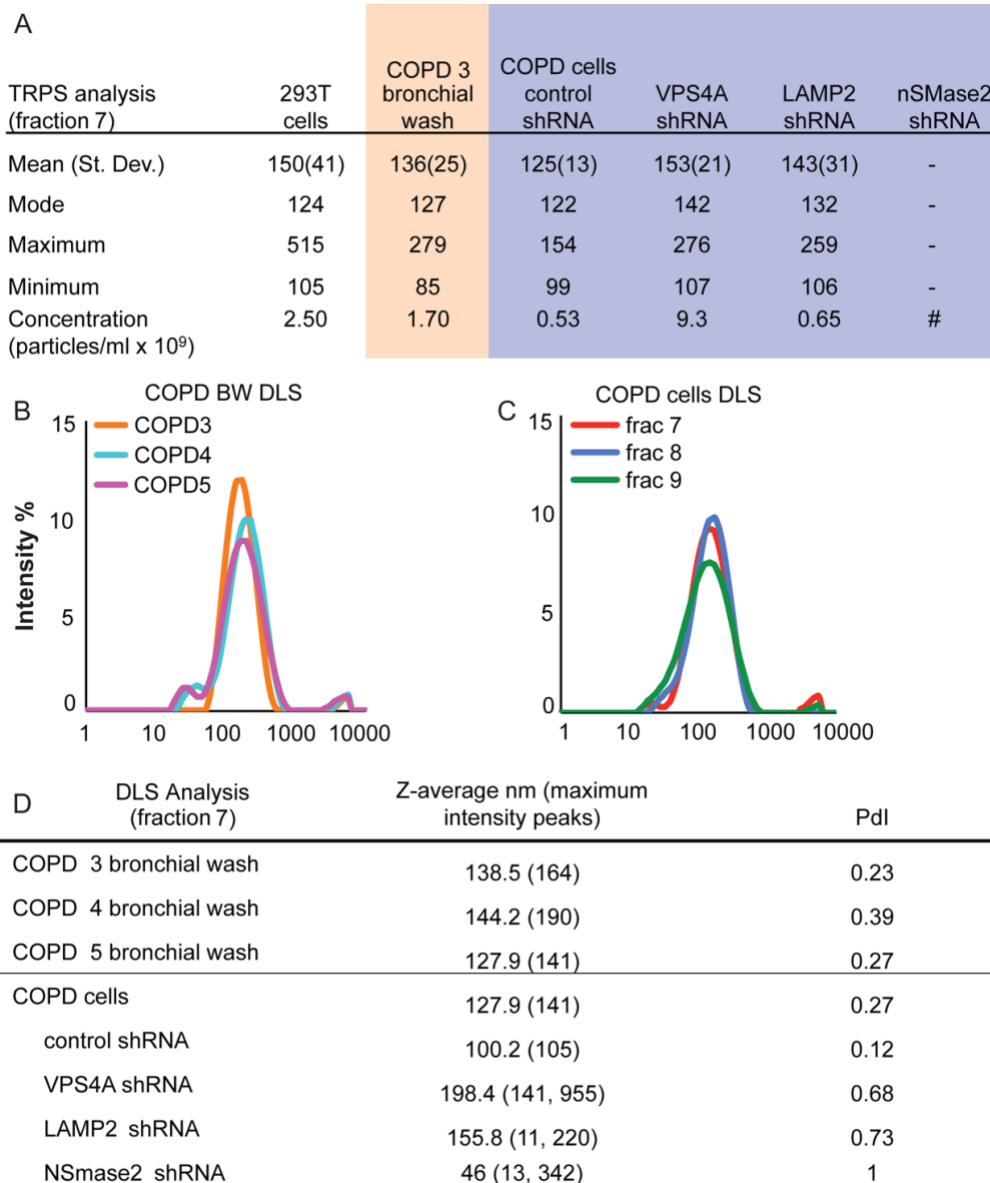 A
TRPS analysis (fraction 7) 293T cells COPD 3 bronchial wash COPD cells control shRNA VPS4A shRNA LAMP2 shRNA nSMase2 shRNA
Mean (St. Dev.) 150(41) 136(25) 125(13) 153(21) 143(31) -
Mode 124 127 122 142 132 -
Maximum 515 279 154 276 259 -
Minimum 105 85 99 107 106 -
Concentration (particles/ml x 10⁹) 2.50 1.70 0.53 9.3 0.65 #
B
COPD BW DLS
COPD3
COPD4
COPD5
Intensity %
15
10
5
0
1 10 100 1000 10000
C
COPD cells DLS
frac 7
frac 8
frac 9
15
10
5
0
1 10 100 1000 10000
D
DLS Analysis (fraction 7) Z-average nm (maximum intensity peaks) PdI
COPD 3 bronchial wash 138.5 (164) 0.23
COPD 4 bronchial wash 144.2 (190) 0.39
COPD 5 bronchial wash 127.9 (141) 0.27
COPD cells 127.9 (141) 0.27
control shRNA 100.2 (105) 0.12
VPS4A shRNA 198.4 (141, 955) 0.68
LAMP2 shRNA 155.8 (11, 220) 0.73
NSmase2 shRNA 46 (13, 342) 1